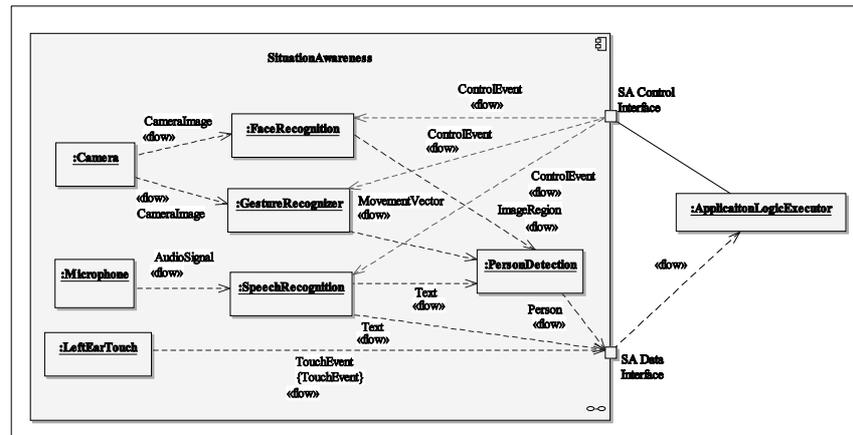 SituationAwareness
ControlEvent
«flow»
SA Control
Interface
CameraImage
«flow»
:FaceRecognition
ControlEvent
«flow»
:Camera
ControlEvent
«flow»
«flow»
CameraImage
:GestureRecognizer
MovementVector
«flow»
ImageRegion
«flow»
:ApplicaitonLogicExecutor
AudioSignal
«flow»
:Microphone
:SpeechRecognition
:PersonDetection
«flow»
Text
«flow»
Person
«flow»
Text
«flow»
:LeftEarTouch
TouchEvent
{TouchEvent}
«flow»
SA Data
Interface